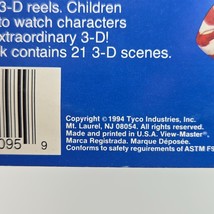 3-D reels. Children
to watch characters
extraordinary 3-D!
k contains 21 3-D scenes.
095 9
Copyright © 1994 Tyco Industries, Inc.
Mt. Laurel, NJ 08054. All rights reserved.
Made and printed in U.S.A. View-Master®
Marca Registrada. Marque Déposée.
Conforms to safety requirements of ASTM F9